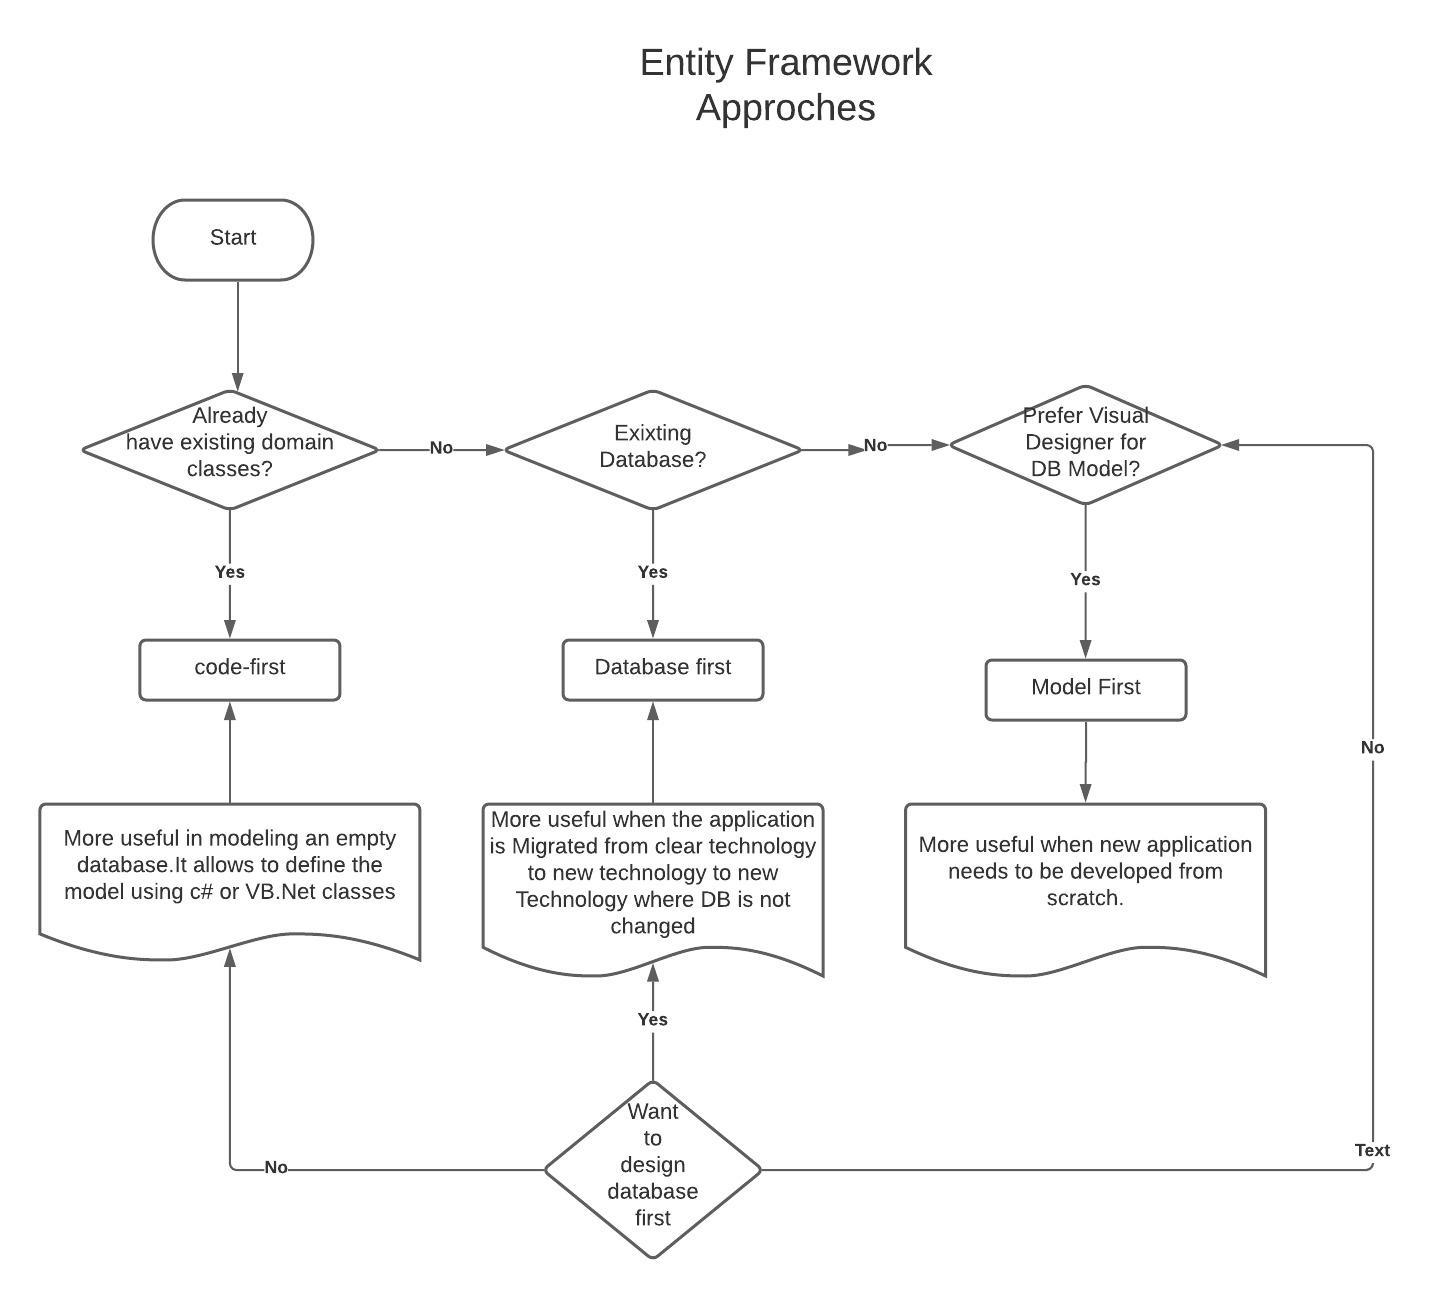 Entity Framework
Approches
Start
Already
have existing domain
classes?
No
Exixting
Database?
No
Prefer Visual
Designer for
DB Model?
Yes
Yes
Yes
code-first
Database first
Model First
No
More useful in modeling an empty
database.It allows to define the
model using c# or VB.Net classes
More useful when the application
is Migrated from clear technology
to new technology to new
Technology where DB is not
changed
More useful when new application
needs to be developed from
scratch.
Yes
Want
to
design
database
first
No
Text